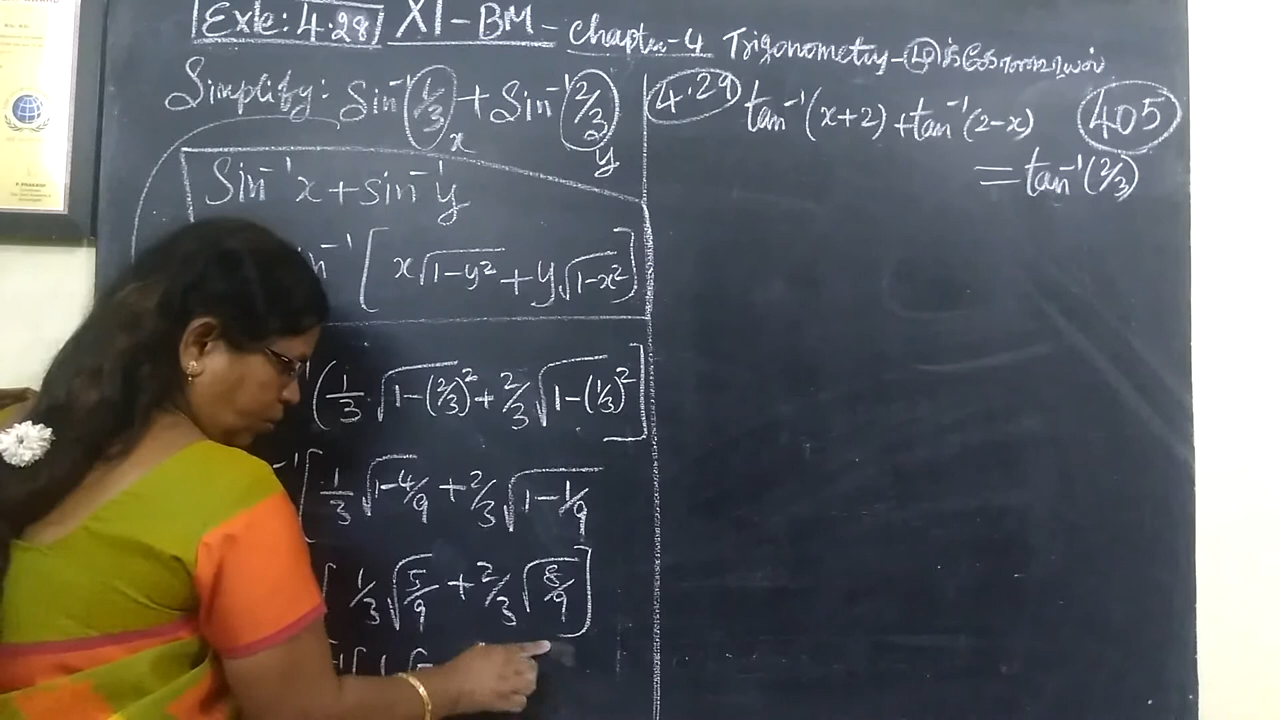 Exle: 4.28 XI - BM - Chapter-4 Trigonometry -
Simplify: Sin⁻¹(1/3) + Sin⁻¹(2/3)
x y
Sin⁻¹x + sin⁻¹y
[x√1-y² + y√1-x²]
(1/3 √1-(2/3)² + 2/3 √1-(1/3)²]
⁻¹[1/3 √1-4/9 + 2/3 √1-1/9
[1/3 √5/9 + 2/3 √8/9]
4.29 tan⁻¹(x+2) + tan⁻¹(2-x) 405
= tan⁻¹(2/3)
P. PRAKASH